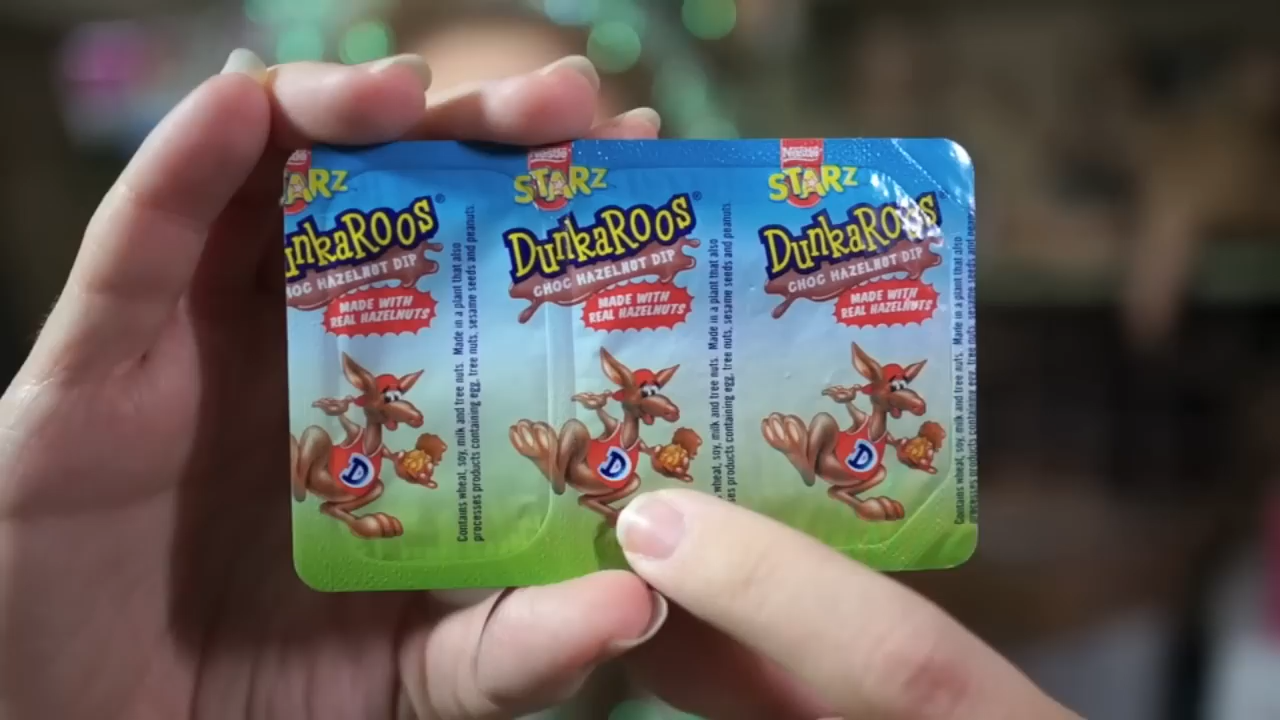 STARZ
DunkaRoos®
CHOC HAZELNUT DIP
MADE WITH
REAL HAZELNUTS
Contains wheat, soy, milk and tree nuts. Made in a plant that also
processes products containing egg, tree nuts, sesame seeds and peanuts.
D
STARZ
DunkaRoos®
CHOC HAZELNUT DIP
MADE WITH
REAL HAZELNUTS
wheat, soy, milk and tree nuts. Made in a plant that also
products containing egg, tree nuts, sesame seeds and peanuts.
D
STARZ
DunkaRoos
CHOC HAZELNUT DIP
MADE WITH
REAL HAZELNUTS
Contains wheat, soy, milk and tree nuts. Made in a plant that also
processes products containing egg, tree nuts, sesame seeds and
D